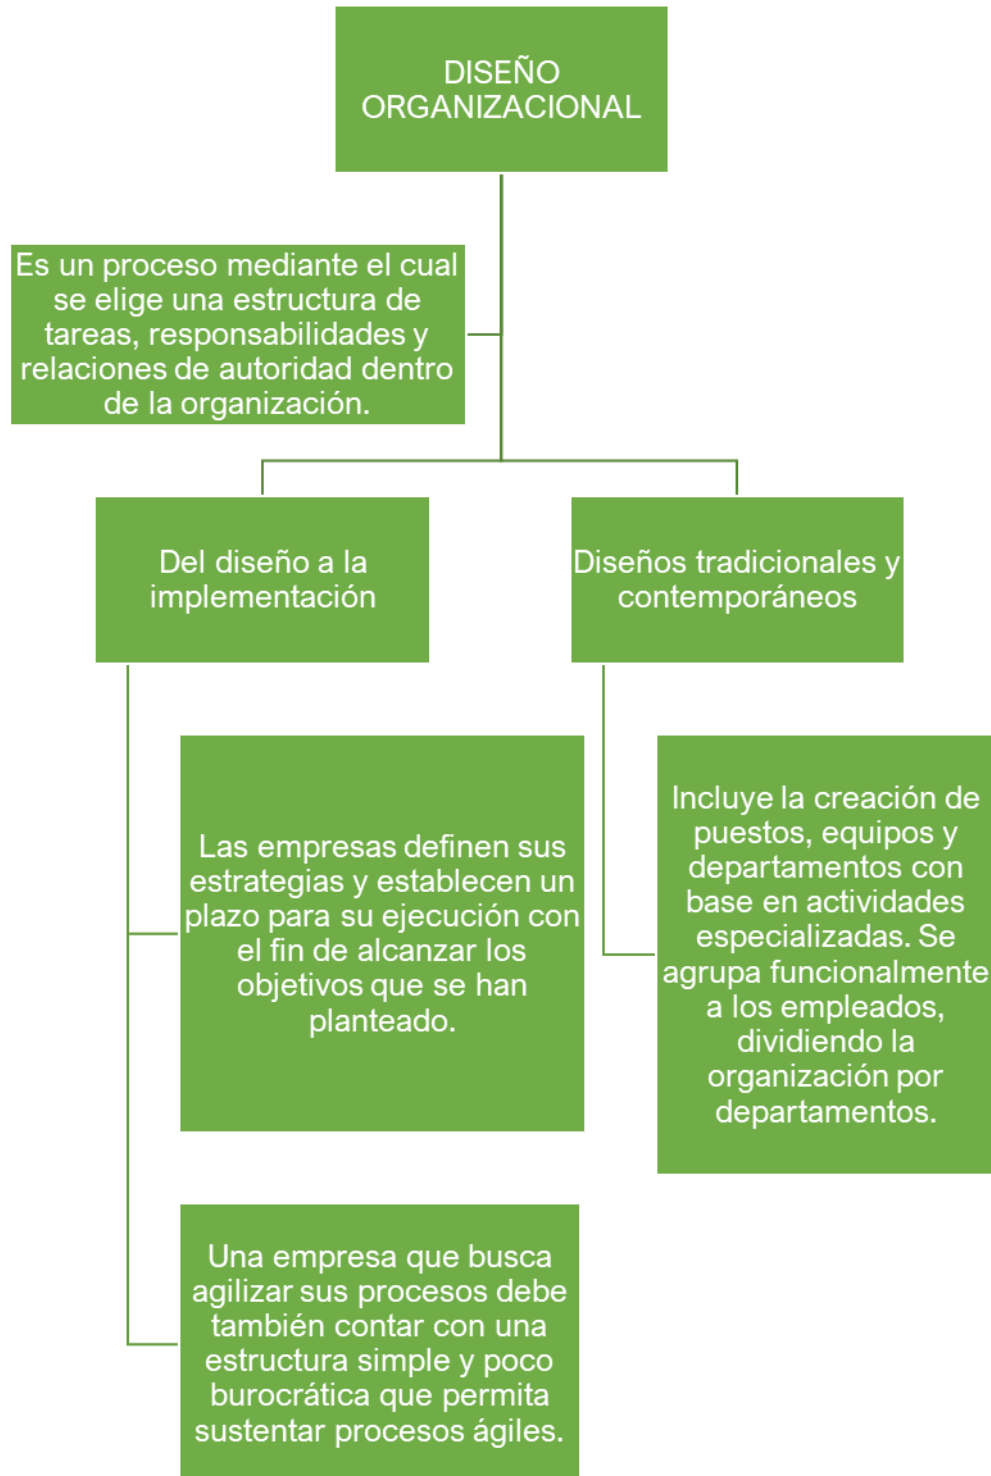 DISEÑO
ORGANIZACIONAL
Es un proceso mediante el cual
se elige una estructura de
tareas, responsabilidades y
relaciones de autoridad dentro
de la organización.
Del diseño a la
implementación
Diseños tradicionales y
contemporáneos
Las empresas definen sus
estrategias y establecen un
plazo para su ejecución con
el fin de alcanzar los
objetivos que se han
planteado.
Incluye la creación de
puestos, equipos y
departamentos con
base en actividades
especializadas. Se
agrupa funcionalmente
a los empleados,
dividiendo la
organización por
departamentos.
Una empresa que busca
agilizar sus procesos debe
también contar con una
estructura simple y poco
burocrática que permita
sustentar procesos ágiles.